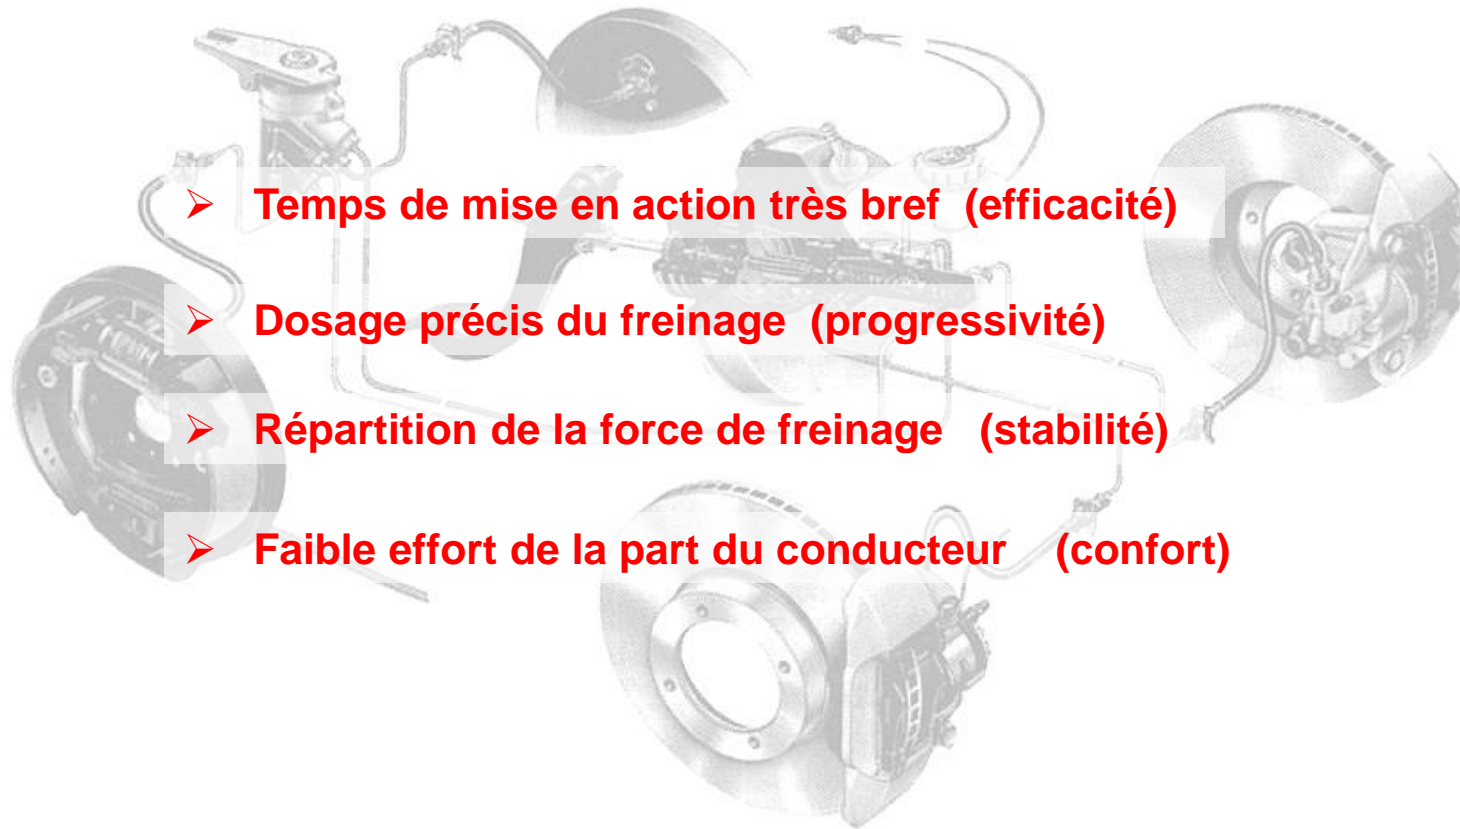 ➢ Temps de mise en action très bref (efficacité)
➢ Dosage précis du freinage (progressivité)
➢ Répartition de la force de freinage (stabilité)
➢ Faible effort de la part du conducteur (confort)